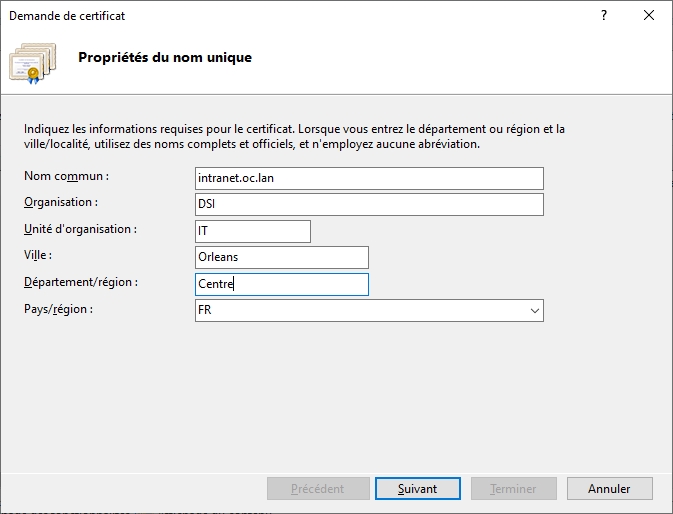 Demande de certificat
?
Propriétés du nom unique
Indiquez les informations requises pour le certificat. Lorsque vous entrez le département ou région et la
ville/localité, utilisez des noms complets et officiels, et n'employez aucune abréviation.
Nom commun : intranet.oc.lan
Organisation : DSI
Unité d'organisation : IT
Ville : Orleans
Département/région : Centre
Pays/région : FR
Précédent Suivant Terminer Annuler